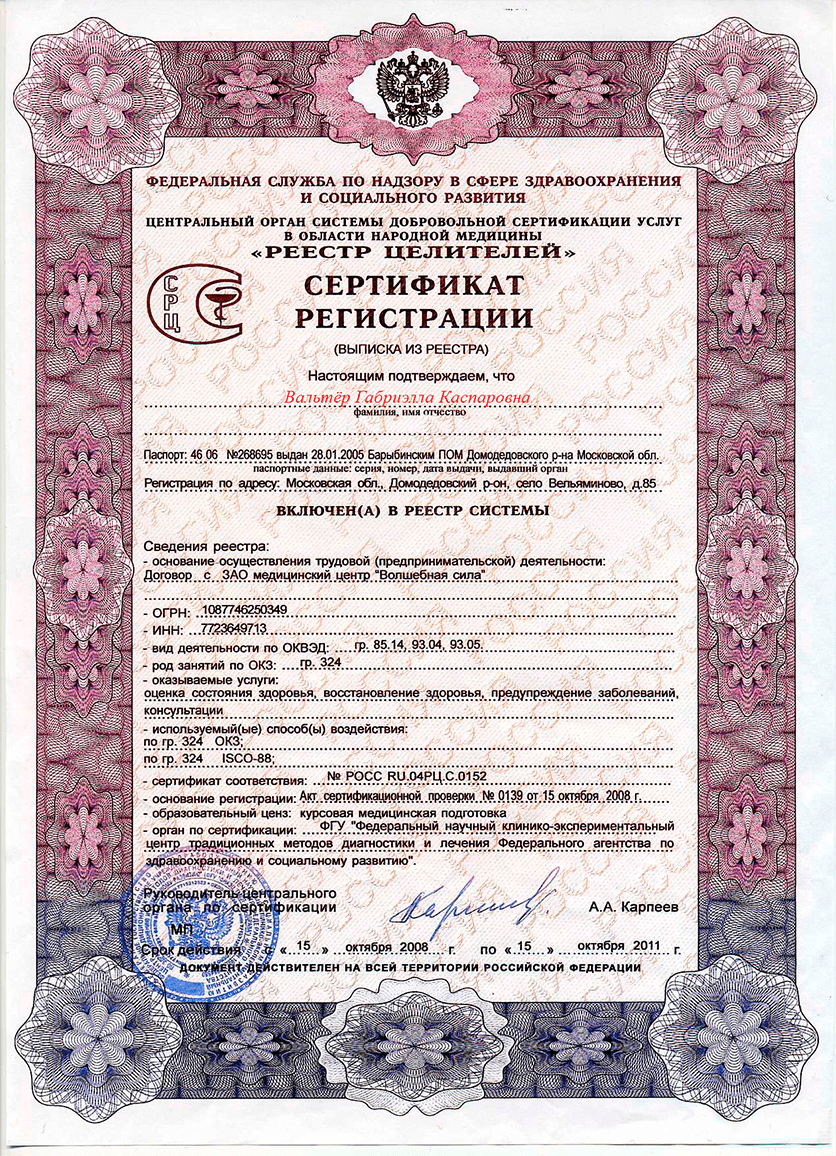 ФЕДЕРАЛЬНАЯ СЛУЖБА ПО НАДЗОРУ В СФЕРЕ ЗДРАВООХРАНЕНИЯ
И СОЦИАЛЬНОГО РАЗВИТИЯ
ЦЕНТРАЛЬНЫЙ ОРГАН СИСТЕМЫ ДОБРОВОЛЬНОЙ СЕРТИФИКАЦИИ УСЛУГ
В ОБЛАСТИ НАРОДНОЙ МЕДИЦИНЫ
«РЕЕСТР ЦЕЛИТЕЛЕЙ»
СРЦ
СЕРТИФИКАТ
РЕГИСТРАЦИИ
(ВЫПИСКА ИЗ РЕЕСТРА)
Настоящим подтверждаем, что
Вальтёр Габриэлла Каспаровна
фамилия, имя отчество
Паспорт: 46 06 №268695 выдан 28.01.2005 Барыбинским ПОМ Домодедовского р-на Московской обл.
паспортные данные: серия, номер, дата выдачи, выдавший орган
Регистрация по адресу: Московская обл., Домодедовский р-он, село Вельяминово, д.85
ВКЛЮЧЕН(А) В РЕЕСТР СИСТЕМЫ
Сведения реестра:
- основание осуществления трудовой (предпринимательской) деятельности:
Договор с ЗАО медицинский центр "Волшебная сила"
- ОГРН: 1087746250349
- ИНН: 7723649713
- вид деятельности по ОКВЭД: гр. 85.14, 93.04, 93.05.
- род занятий по ОКЗ: гр. 324
- оказываемые услуги:
оценка состояния здоровья, восстановление здоровья, предупреждение заболеваний,
консультации
- используемый(ые) способ(ы) воздействия:
по гр. 324 ОКЗ;
по гр. 324 ISCO-88;
- сертификат соответствия: № РОСС RU.04РЦ.С.0152
- основание регистрации: Акт сертификационной проверки № 0139 от 15 октября 2008 г.
- образовательный ценз: курсовая медицинская подготовка
- орган по сертификации: ФГУ "Федеральный научный клинико-экспериментальный
центр традиционных методов диагностики и лечения Федерального агентства по
здравоохранению и социальному развитию".
Руководитель центрального
органа по сертификации
А.А. Карпеев
МП
Срок действия с « 15 » октября 2008 г. по « 15 » октября 2011 г.
ДОКУМЕНТ ДЕЙСТВИТЕЛЕН НА ВСЕЙ ТЕРРИТОРИИ РОССИЙСКОЙ ФЕДЕРАЦИИ